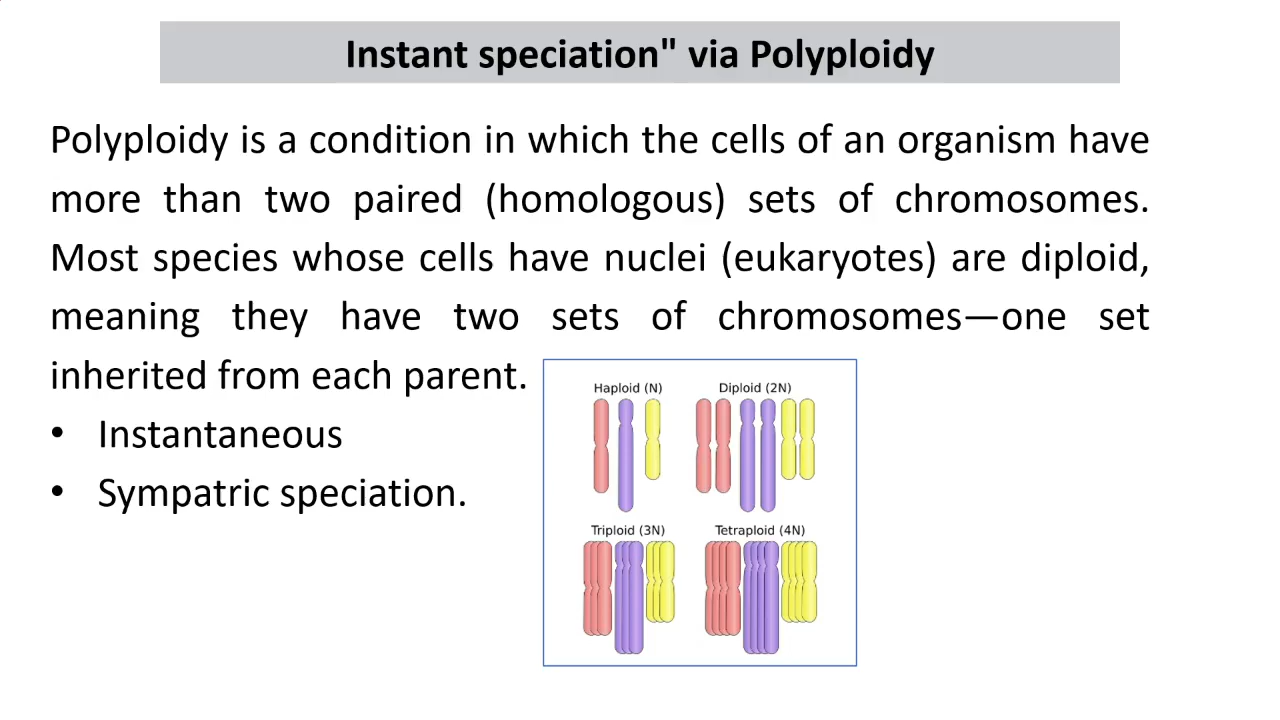 Instant speciation" via Polyploidy
Polyploidy is a condition in which the cells of an organism have
more than two paired (homologous) sets of chromosomes.
Most species whose cells have nuclei (eukaryotes) are diploid,
meaning they have two sets of chromosomes—one set
inherited from each parent.
• Instantaneous
• Sympatric speciation.
Haploid (N)
Diploid (2N)
Triploid (3N)
Tetraploid (4N)